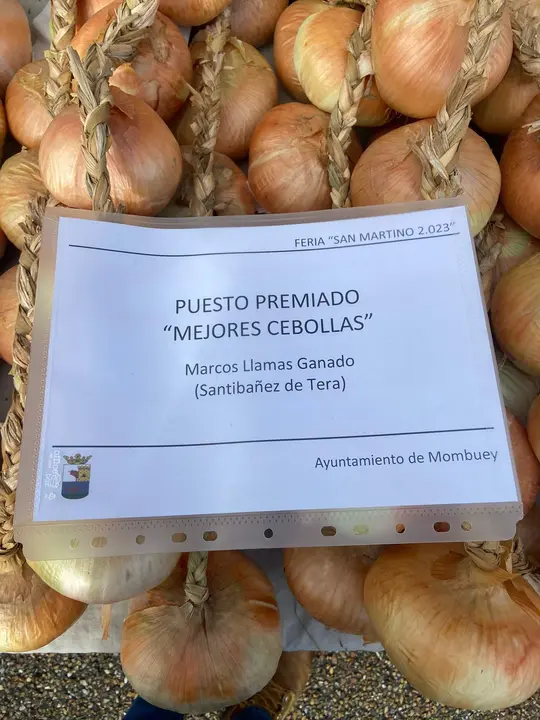 FERIA "SAN MARTINO 2.023"
PUESTO PREMIADO
"MEJORES CEBOLLAS"
Marcos Llamas Ganado
(Santibañez de Tera)
Ayuntamiento de Mombuey